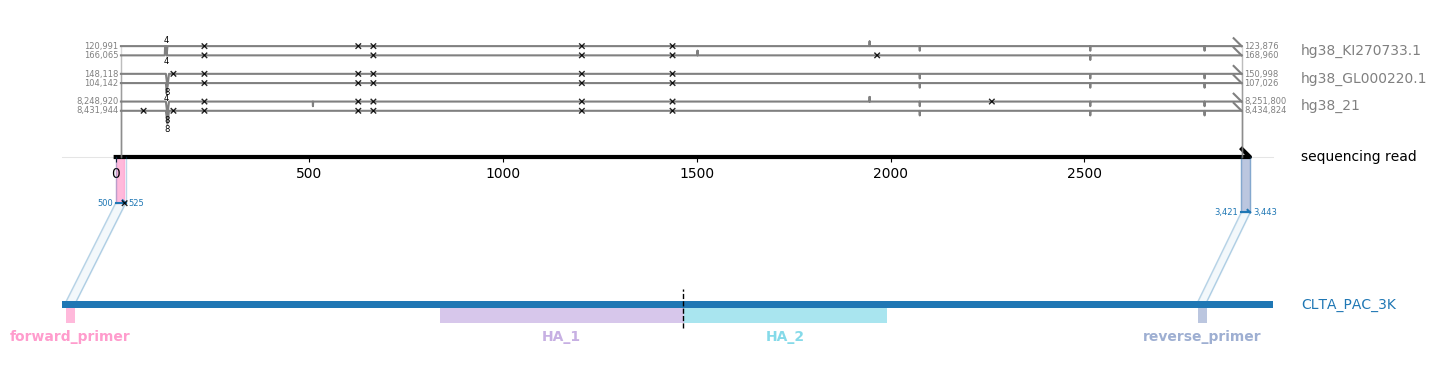 4
120,991 123,876 hg38_KI270733.1
166,065 168,960
4
148,118 150,998 hg38_GL000220.1
104,142 107,026
8
4
8,248,920 8,251,800 hg38_21
8,431,944 8,434,824
8
8
sequencing read
0 500 1000 1500 2000 2500
500 525
3,421 3,443
CLTA_PAC_3K
forward_primer HA_1 HA_2 reverse_primer